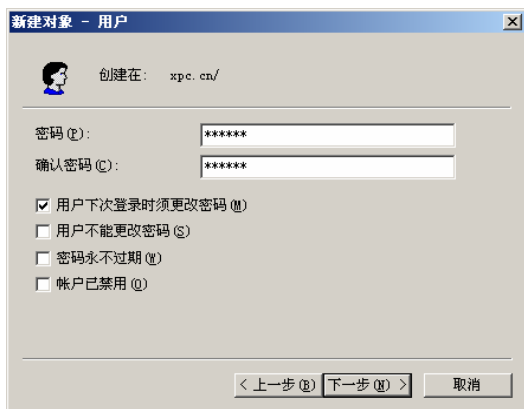 新建对象 - 用户
创建在: xpc.cn/
密码(P): ******
确认密码(C): ******
用户下次登录时须更改密码(M)
用户不能更改密码(S)
密码永不过期(W)
帐户已禁用(O)
< 上一步(B) 下一步(N) > 取消